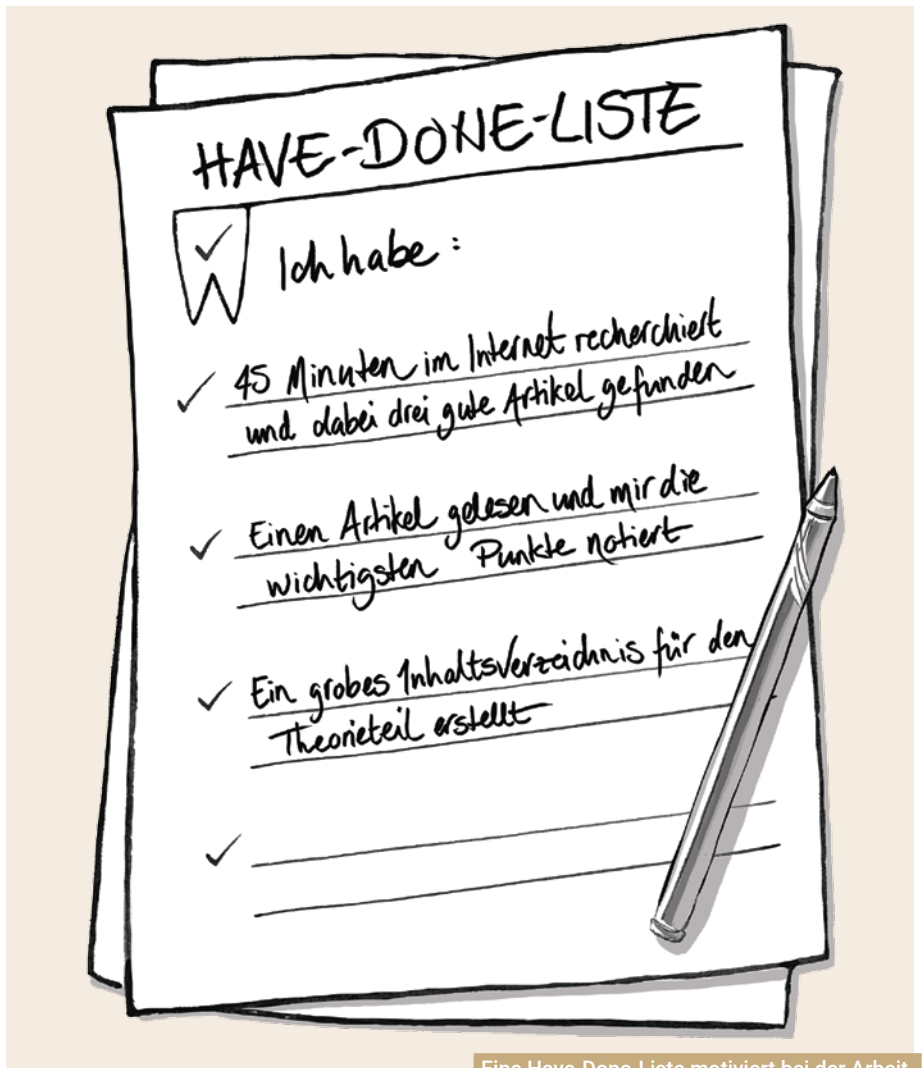 HAVE-DONE-LISTE
Ich habe:
45 Minuten im Internet recherchiert
und dabei drei gute Artikel gefunden
Einen Artikel gelesen und mir die
wichtigsten Punkte notiert
Ein grobes Inhaltsverzeichnis für den
Theorieteil erstellt
Eine Have-Done-Liste motiviert bei der Arbeit